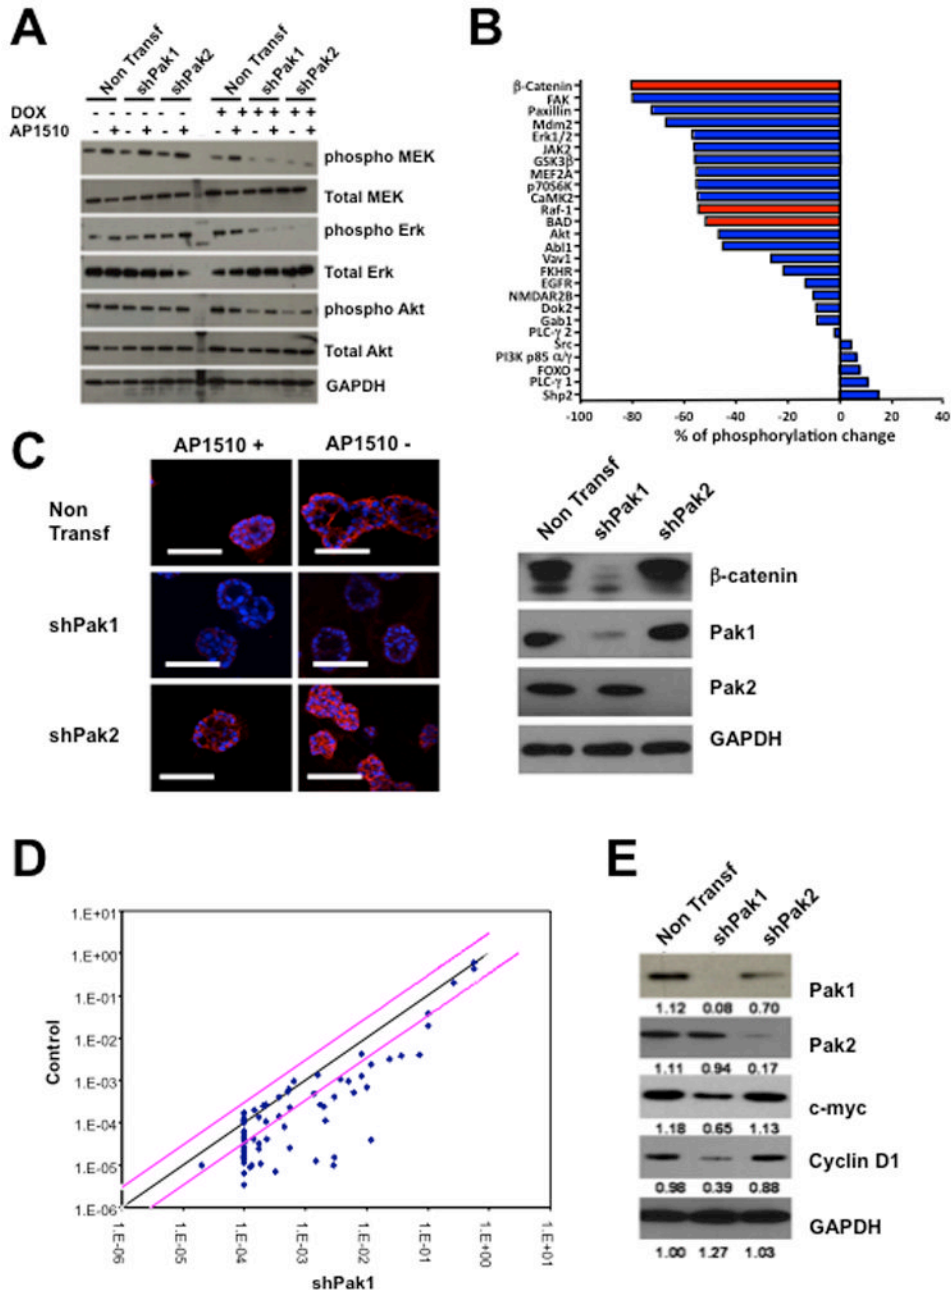 A
Non Transf
shPak1
shPak2
Non Transf
shPak1
shPak2
DOX - - - - - - + + + + + +
AP1510 - + - + - + - + - + - +
phospho MEK
Total MEK
phospho Erk
Total Erk
phospho Akt
Total Akt
GAPDH
B
β-Catenin
FAK
Paxillin
Mdm2
Erk1/2
JAK2
GSK3β
MEF2A
p70S6K
CaMK2
Raf-1
BAD
Akt
Abl1
Vav1
FKHR
EGFR
NMDAR2B
Dok2
Gab1
PLC-γ 2
Src
PI3K p85 α/γ
FOXO
PLC-γ 1
Shp2
-100 -80 -60 -40 -20 0 20 40
% of phosphorylation change
C
AP1510 + AP1510 -
Non
Transf
shPak1
shPak2
Non Transf
shPak1
shPak2
β-catenin
Pak1
Pak2
GAPDH
D
1.E+01
1.E+00
1.E-01
1.E-02
1.E-03
1.E-04
1.E-05
1.E-06
Control
1.E-06 1.E-05 1.E-04 1.E-03 1.E-02 1.E-01 1.E+00 1.E+01
shPak1
E
Non Transf
shPak1
shPak2
Pak1
1.12 0.08 0.70
Pak2
1.11 0.94 0.17
c-myc
1.18 0.65 1.13
Cyclin D1
0.98 0.39 0.88
GAPDH
1.00 1.27 1.03